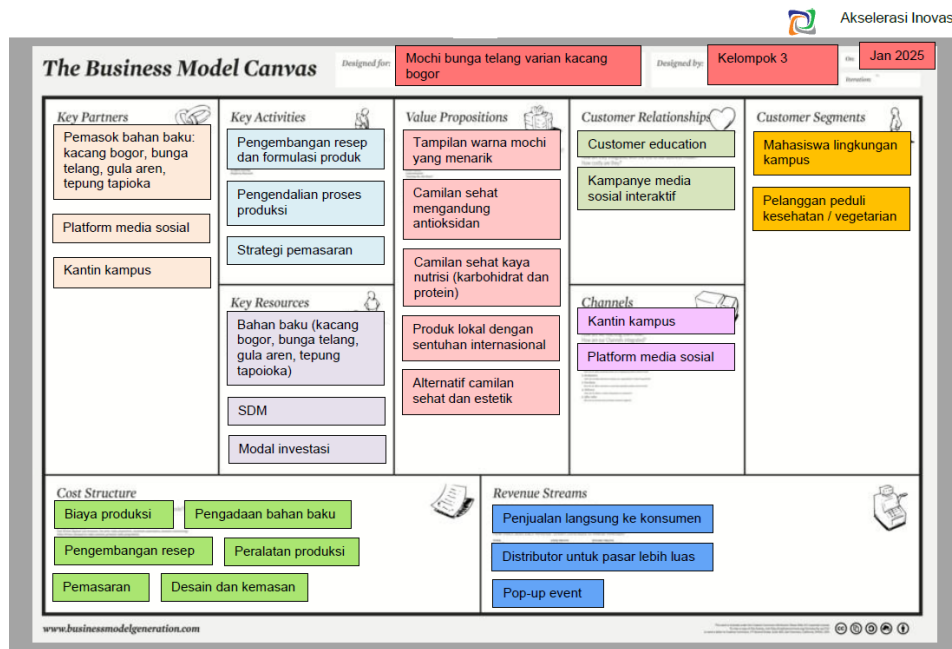 Akselerasi Inovas
The Business Model Canvas
Designed for:
Mochi bunga telang varian kacang
bogor
Designed by:
Kelompok 3
On:
Jan 2025
Iteration:
Key Partners
Pemasok bahan baku:
kacang bogor, bunga
telang, gula aren,
tepung tapioka
Platform media sosial
Kantin kampus
Key Activities
Pengembangan resep
dan formulasi produk
Pengendalian proses
produksi
Strategi pemasaran
Key Resources
Bahan baku (kacang
bogor, bunga telang,
gula aren, tepung
tapoioka)
SDM
Modal investasi
Value Propositions
Tampilan warna mochi
yang menarik
Camilan sehat
mengandung
antioksidan
Camilan sehat kaya
nutrisi (karbohidrat dan
protein)
Produk lokal dengan
sentuhan internasional
Alternatif camilan
sehat dan estetik
Customer Relationships
Customer education
Kampanye media
sosial interaktif
Channels
Kantin kampus
Platform media sosial
Customer Segments
Mahasiswa lingkungan
kampus
Pelanggan peduli
kesehatan / vegetarian
Cost Structure
Biaya produksi
Pengadaan bahan baku
Pengembangan resep
Peralatan produksi
Pemasaran
Desain dan kemasan
Revenue Streams
Penjualan langsung ke konsumen
Distributor untuk pasar lebih luas
Pop-up event
www.businessmodelgeneration.com